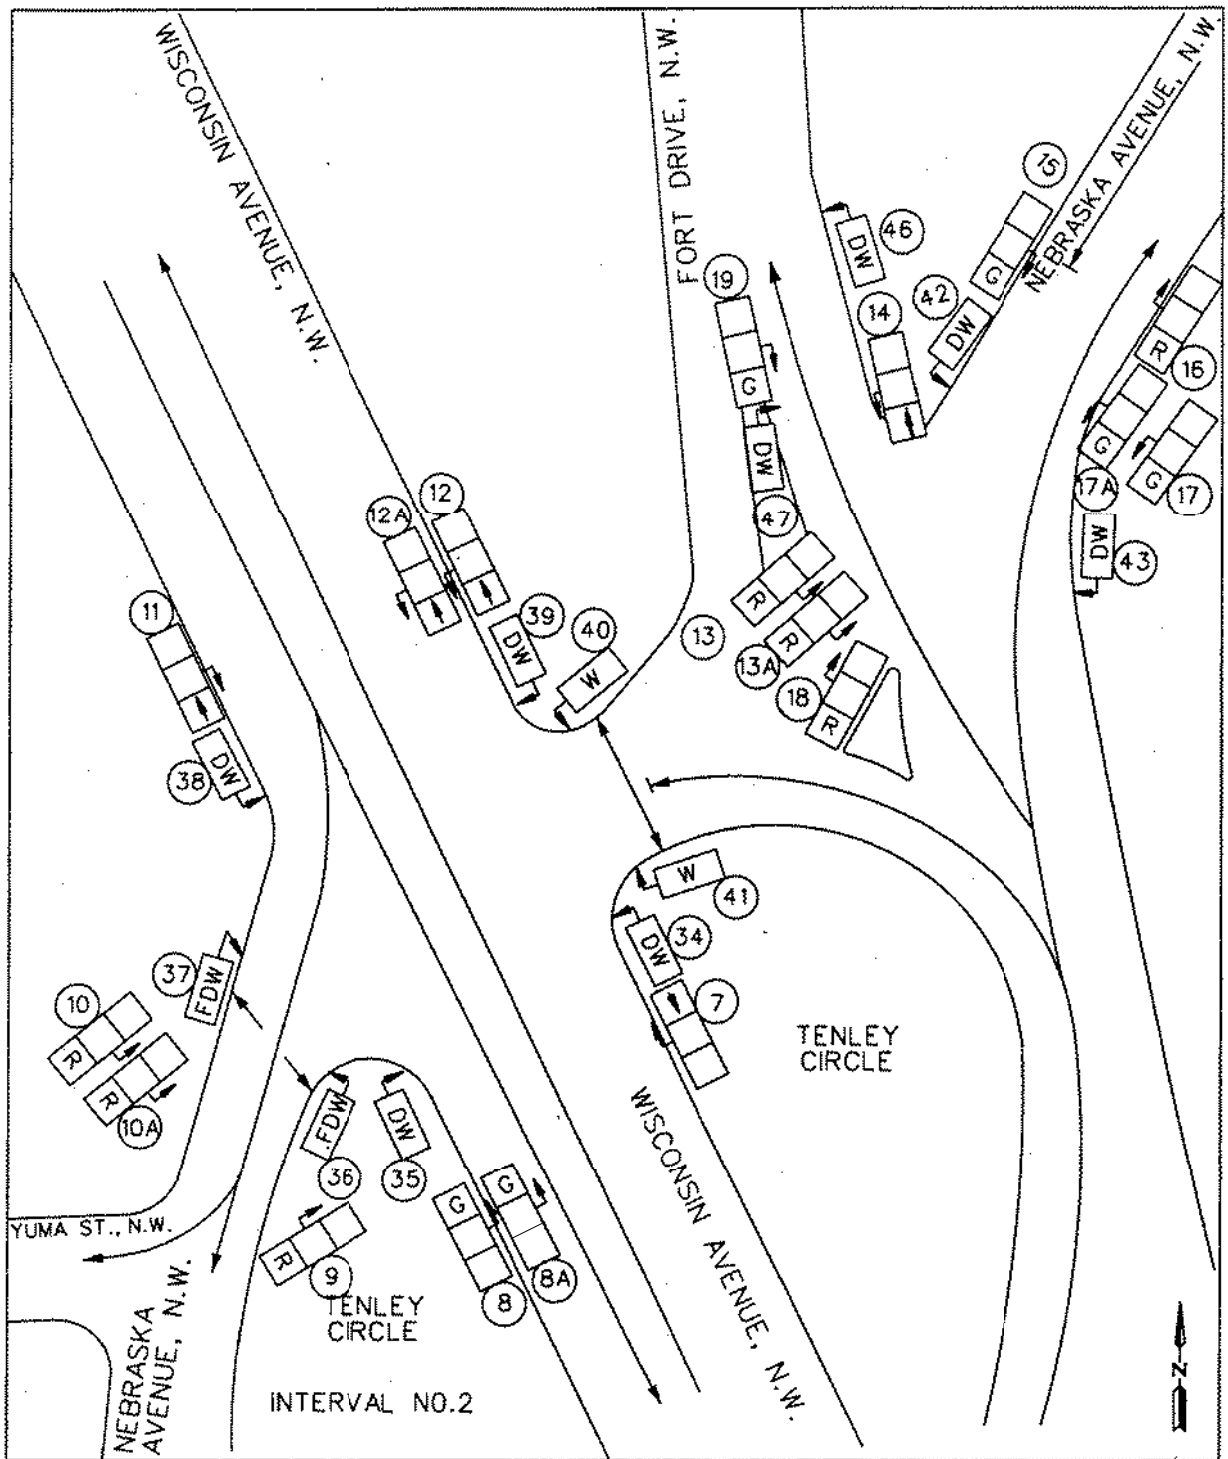 WISCONSIN AVENUE, N.W.
FORT DRIVE, N.W.
NEBRASKA AVENUE, N.W.
15
46
DW
G
42
19
14
DW
G
R
16
G
G
17A
17
DW
47
DW
43
12
12A
39
DW
40
W
13
R
R
13A
18
R
11
38
DW
W
41
34
DW
7
37
FDW
10
R
R
10A
TENLEY
CIRCLE
FDW
DW
36
35
G
G
YUMA ST., N.W.
R
9
8A
8
WISCONSIN AVENUE, N.W.
TENLEY
CIRCLE
NEBRASKA
AVENUE, N.W.
INTERVAL NO.2
N